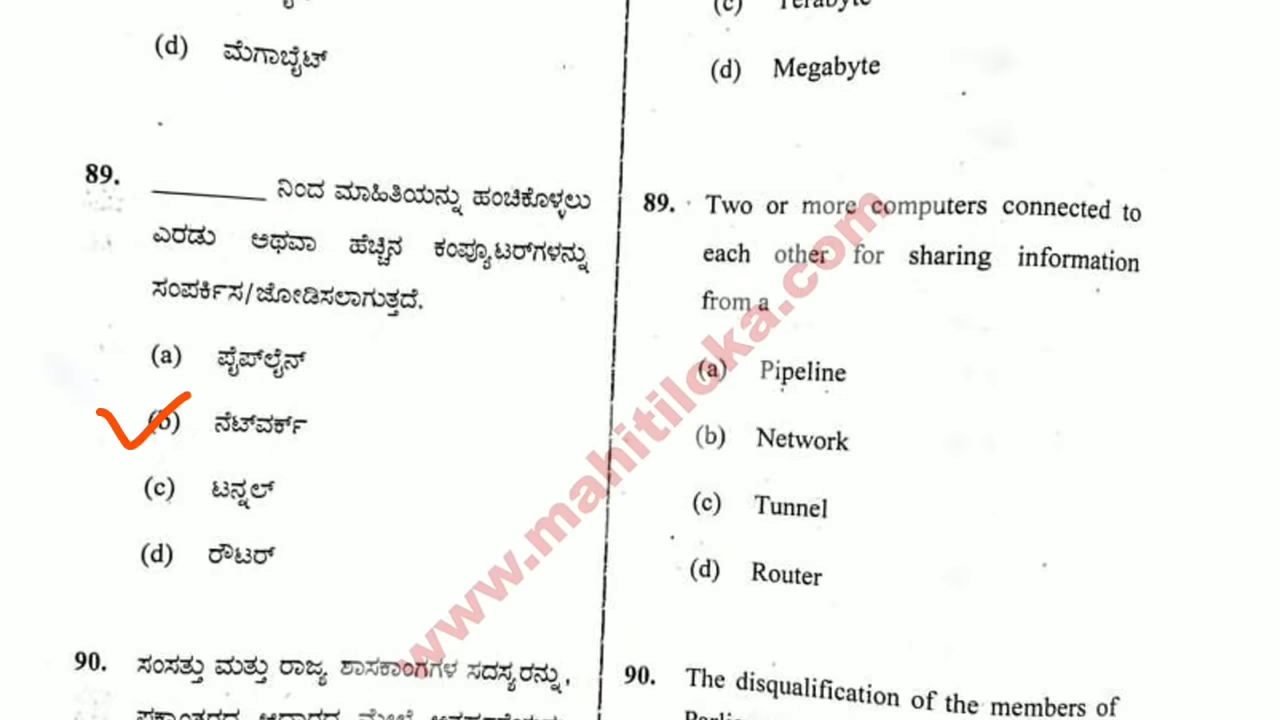 (d) ಮೆಗಾಬೈಟ್
89. ________ ನಿಂದ ಮಾಹಿತಿಯನ್ನು ಹಂಚಿಕೊಳ್ಳಲು
ಎರಡು ಅಥವಾ ಹೆಚ್ಚಿನ ಕಂಪ್ಯೂಟರ್‌ಗಳನ್ನು
ಸಂಪರ್ಕಿಸ/ಜೋಡಿಸಲಾಗುತ್ತದೆ.
(a) ಪೈಪ್‌ಲೈನ್
(b) ನೆಟ್‌ವರ್ಕ್
(c) ಟನ್ನಲ್
(d) ರೌಟರ್
90. ಸಂಸತ್ತು ಮತ್ತು ರಾಜ್ಯ ಶಾಸಕಾಂಗಗಳ ಸದಸ್ಯರನ್ನು,
(c) Terabyte
(d) Megabyte
89. Two or more computers connected to
each other for sharing information
from a
(a) Pipeline
(b) Network
(c) Tunnel
(d) Router
90. The disqualification of the members of
www.mahitiloka.com